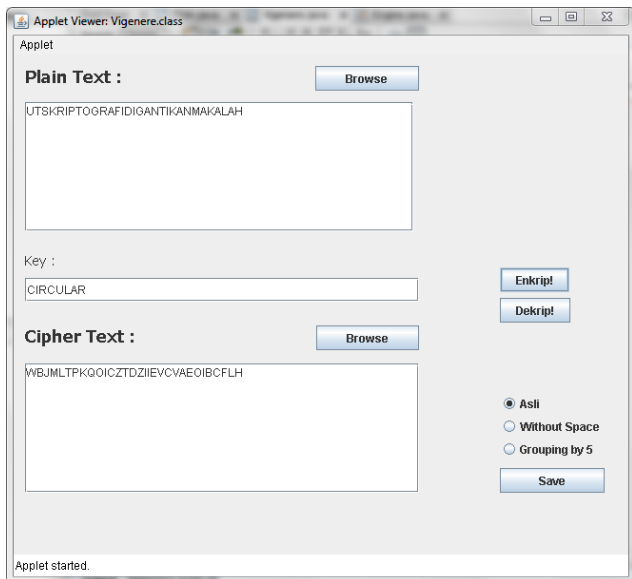 Applet Viewer: Vigenere.class
Applet
Plain Text :
Browse
UTSKRIPTOGRAFIDIGANTIKANMAKALAH
Key :
CIRCULAR
Enkrip!
Dekrip!
Cipher Text :
Browse
WBJMLTPKQOICZTDZIIEVCVAEOIBCFLH
Asli
Without Space
Grouping by 5
Save
Applet started.